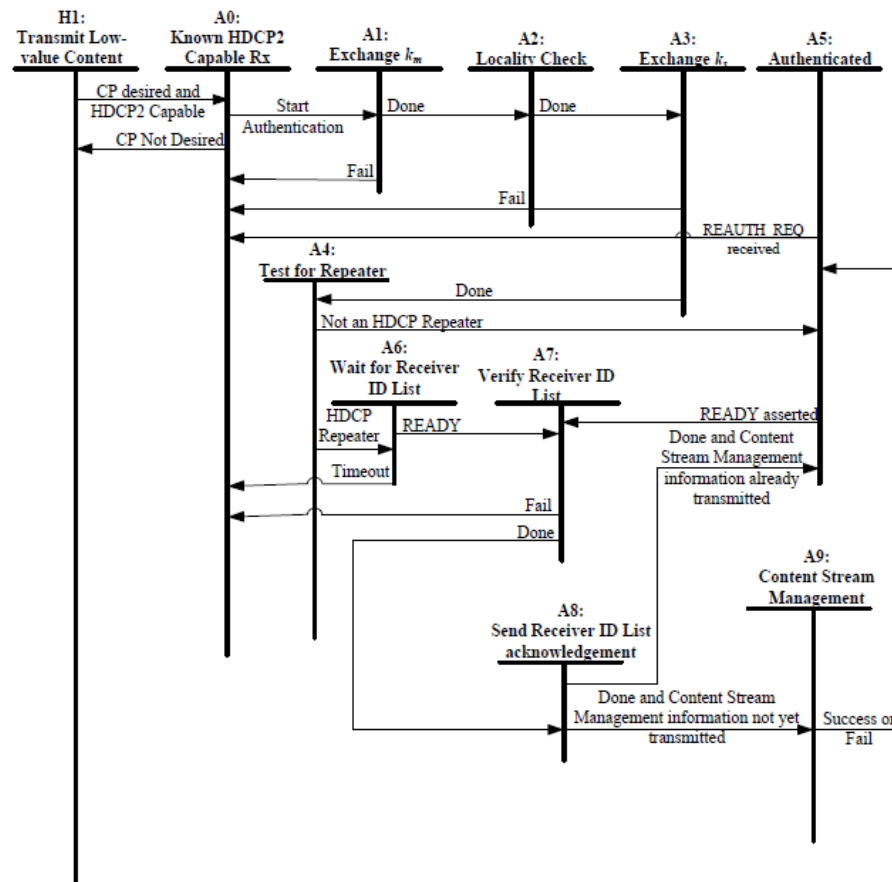 H1:
Transmit Low-
value Content
A0:
Known HDCP2
Capable Rx
A1:
Exchange km
A2:
Locality Check
A3:
Exchange ks
A5:
Authenticated
CP desired and
HDCP2 Capable
Start
Authentication
Done
Done
CP Not Desired
Fail
Fail
REAUTH_REQ
received
A4:
Test for Repeater
Done
Not an HDCP Repeater
A6:
Wait for Receiver
ID List
A7:
Verify Receiver ID
List
HDCP
Repeater
READY
READY asserted
Done and Content
Stream Management
information already
transmitted
Timeout
Fail
Done
A9:
Content Stream
Management
A8:
Send Receiver ID List
acknowledgement
Done and Content Stream
Management information not yet
transmitted
Success or
Fail